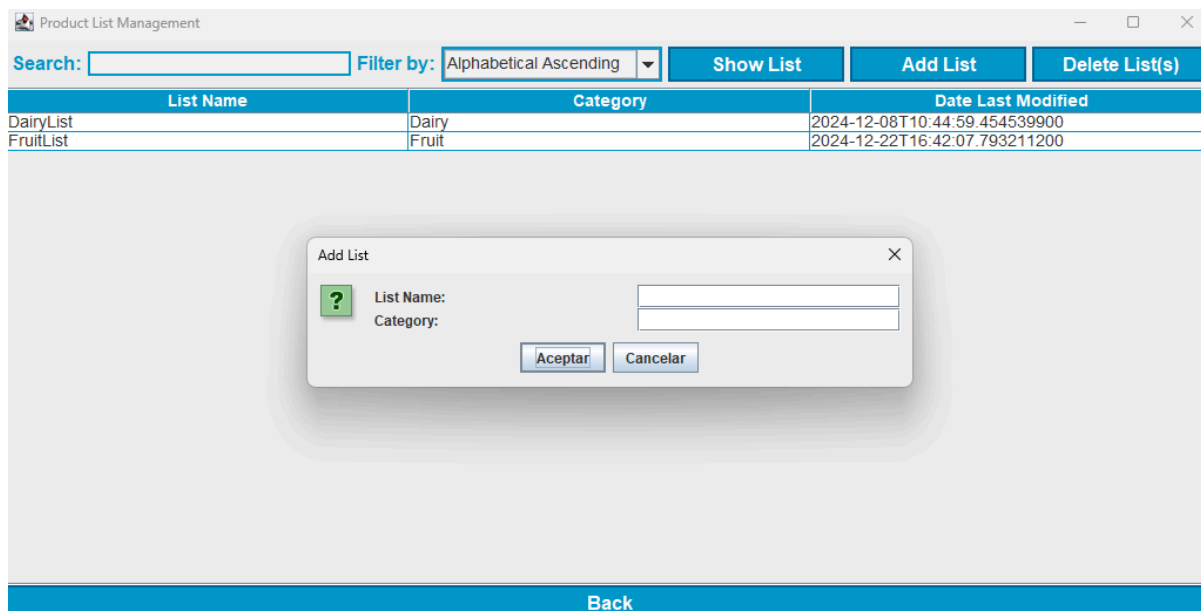 Product List Management
Search: Filter by: Alphabetical Ascending Show List Add List Delete List(s)
List Name Category Date Last Modified
DairyList Dairy 2024-12-08T10:44:59.454539900
FruitList Fruit 2024-12-22T16:42:07.793211200
Add List
? List Name:
Category:
Aceptar Cancelar
Back